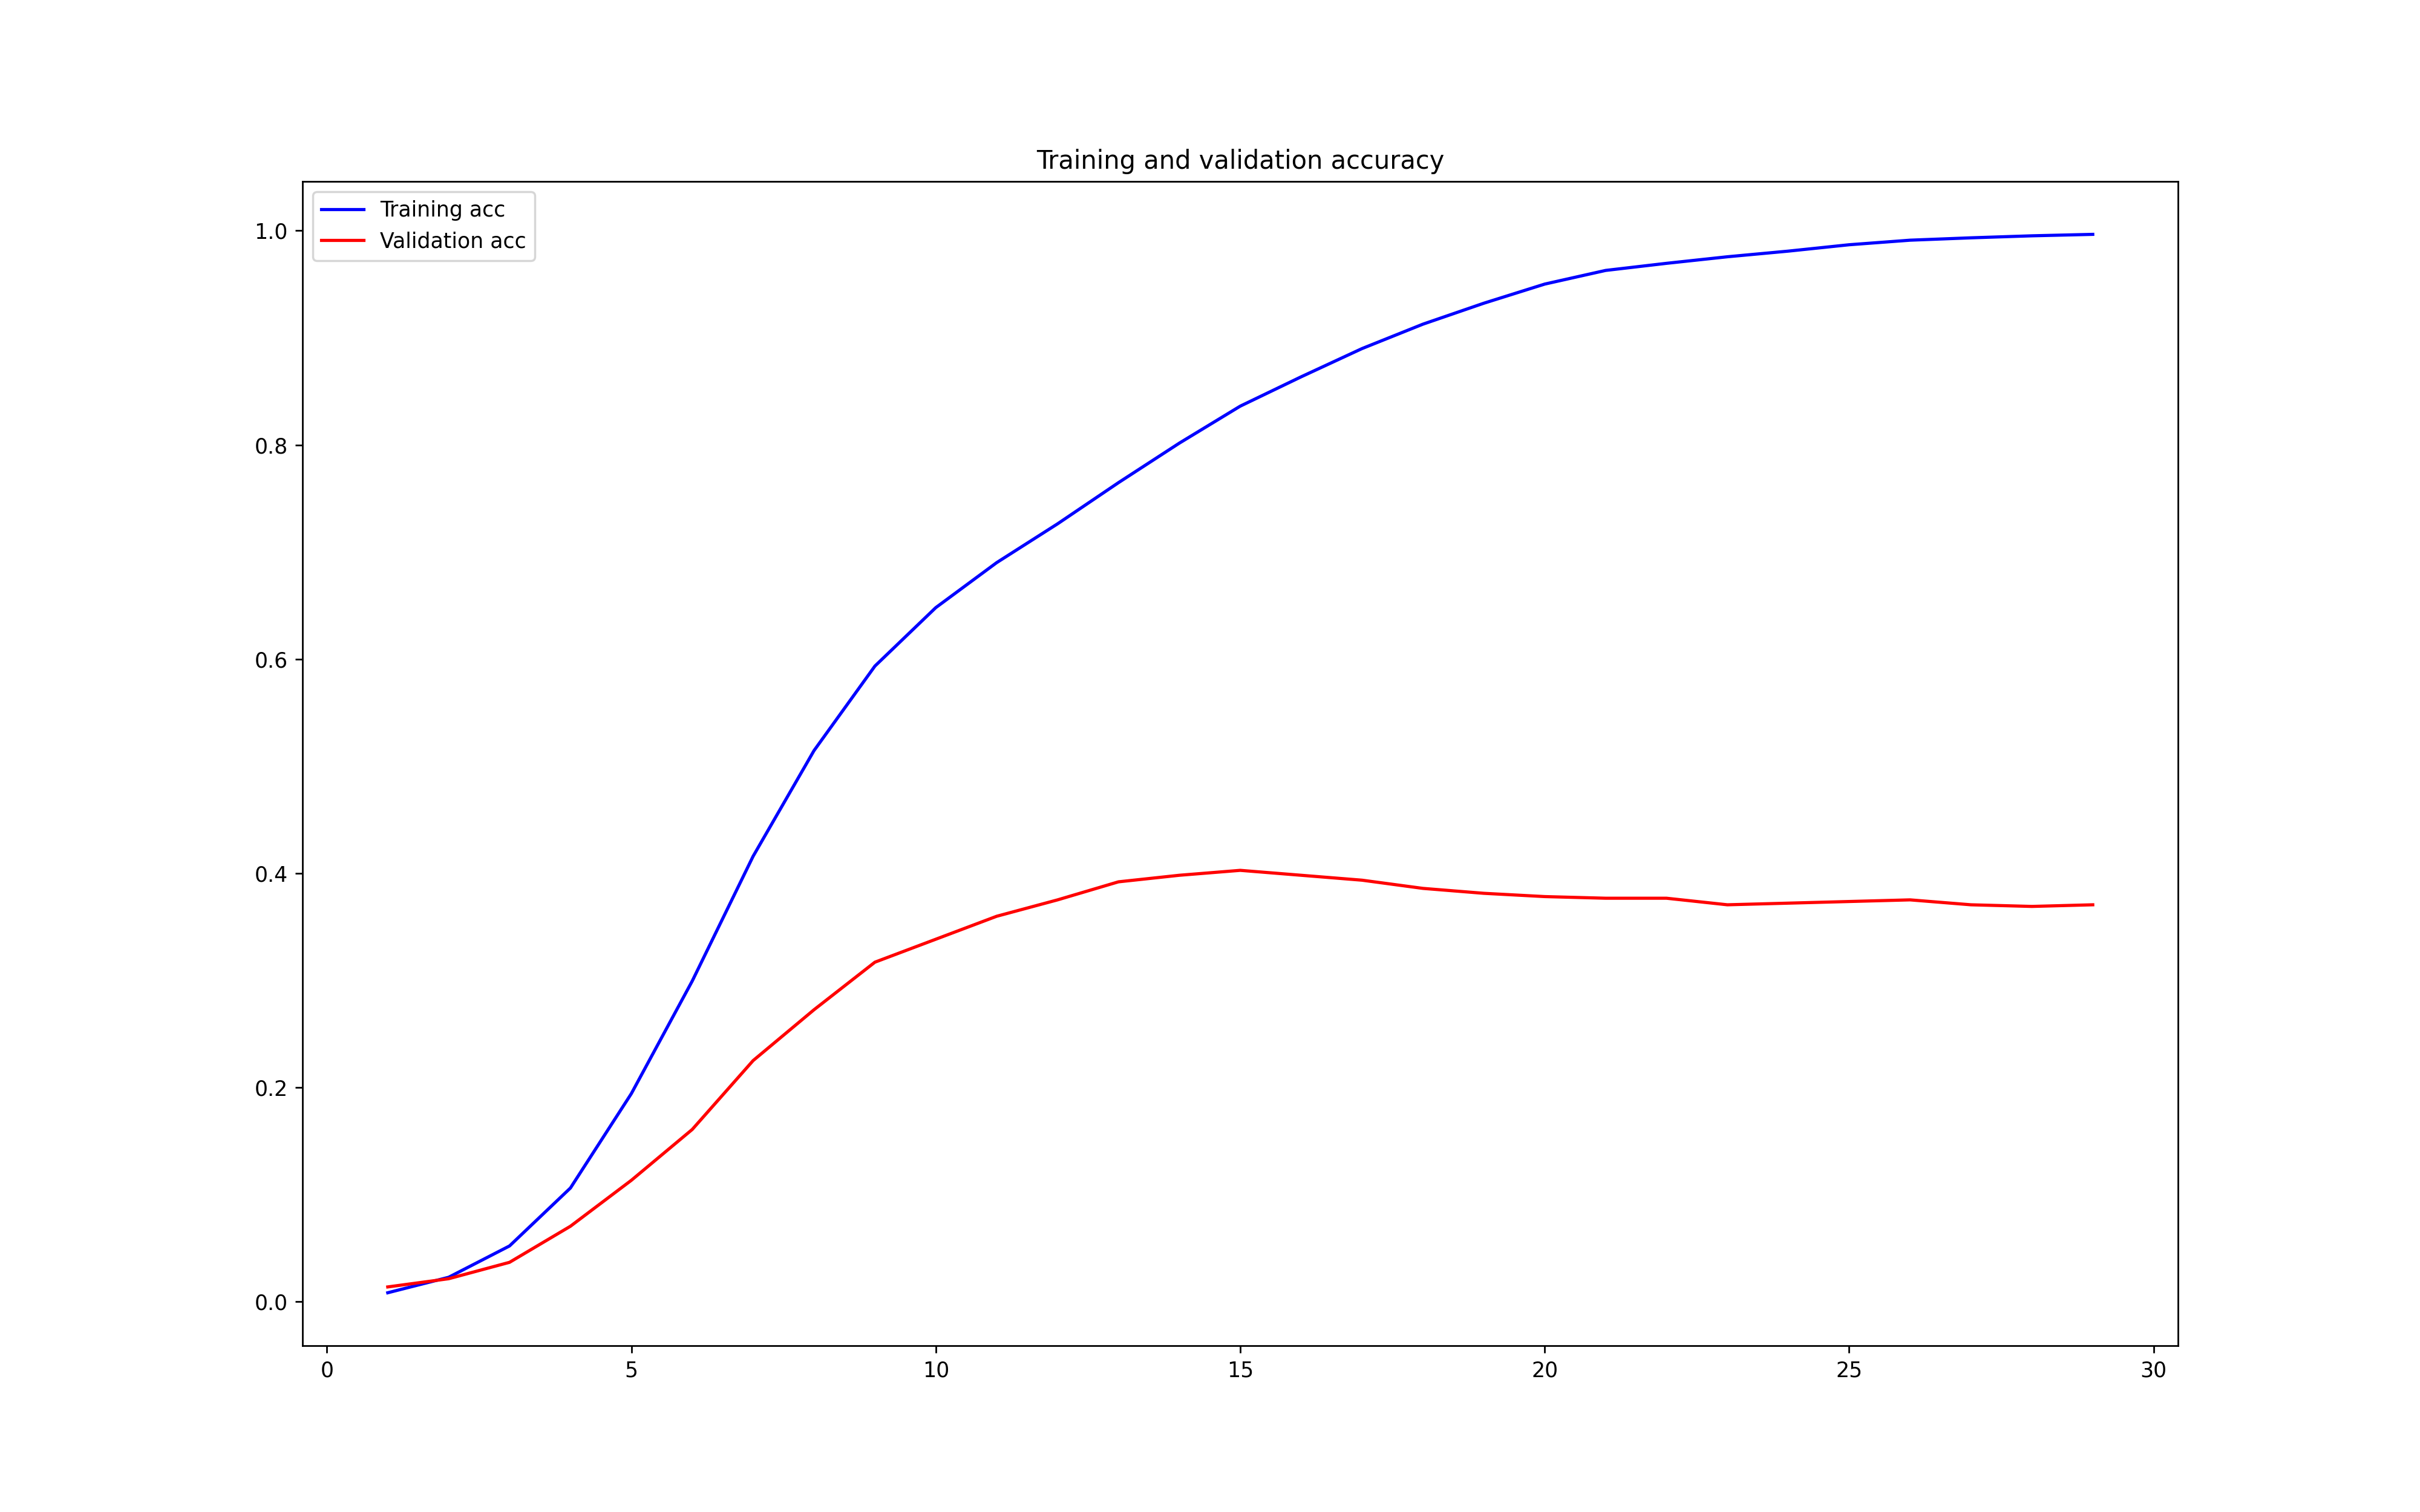 Training and validation accuracy
Training acc
Validation acc
1.0
0.8
0.6
0.4
0.2
0.0
0 5 10 15 20 25 30